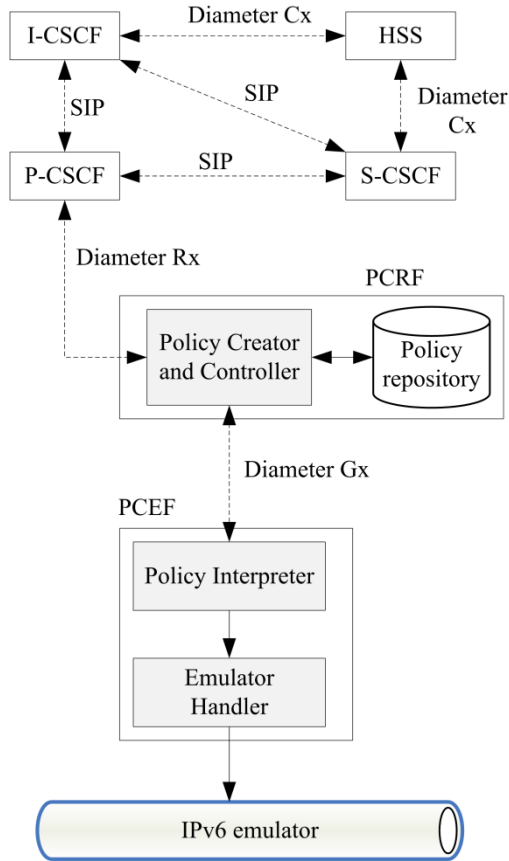 Diameter Cx
I-CSCF
HSS
SIP
SIP
Diameter
Cx
P-CSCF
SIP
S-CSCF
Diameter Rx
PCRF
Policy Creator
and Controller
Policy
repository
Diameter Gx
PCEF
Policy Interpreter
Emulator
Handler
IPv6 emulator